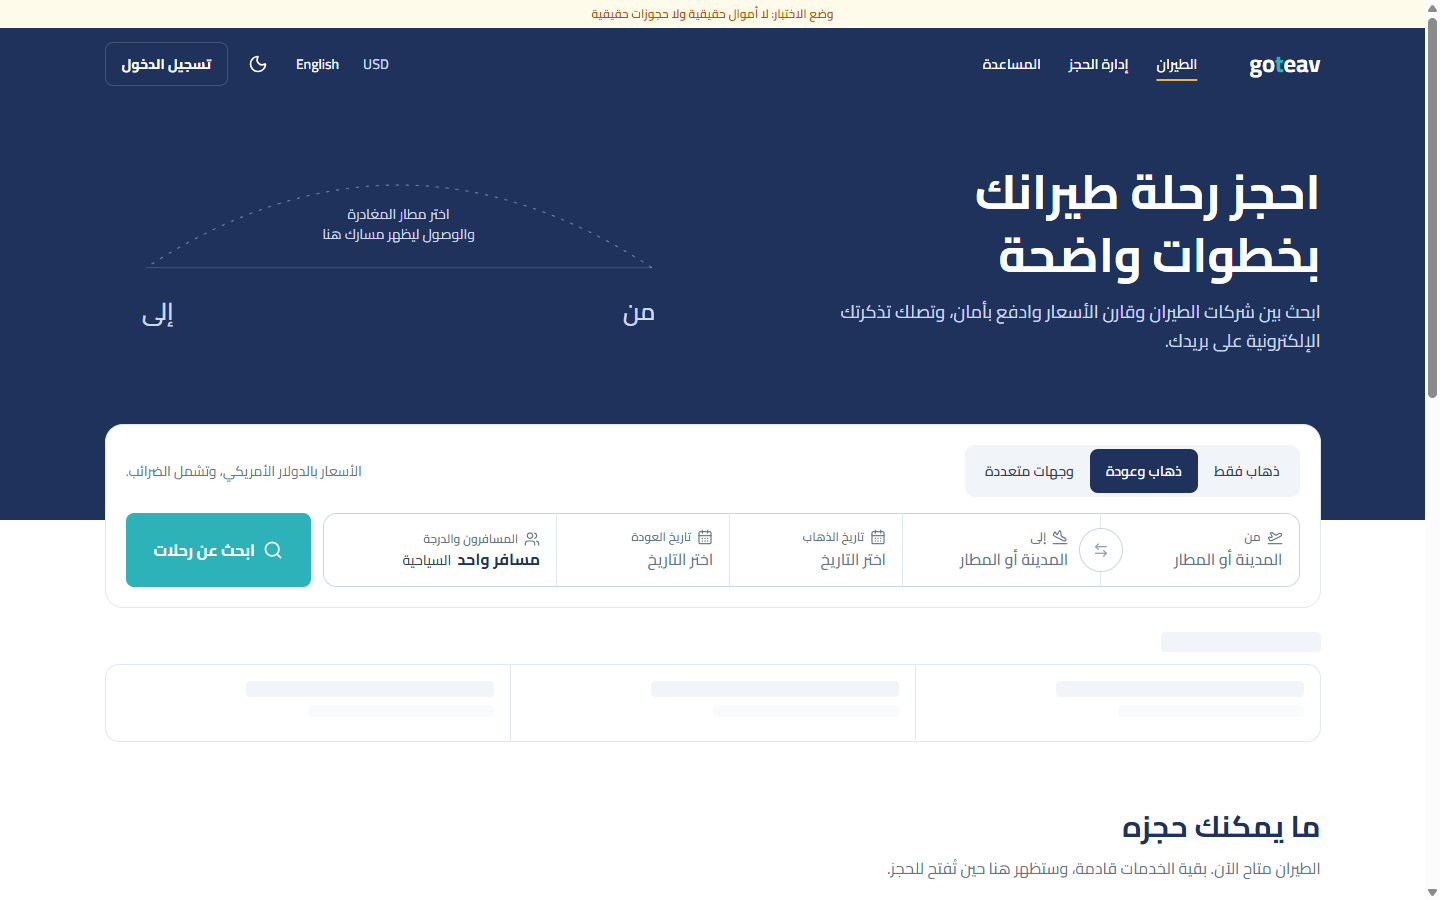 وضع الاختبار: لا أموال حقيقية ولا حجوزات حقيقية
goteav
الطيران
إدارة الحجز
المساعدة
USD
English
تسجيل الدخول
احجز رحلة طيرانك
بخطوات واضحة
ابحث بين شركات الطيران وقارن الأسعار وادفع بأمان، وتصلك تذكرتك
الإلكترونية على بريدك.
اختر مطار المغادرة
والوصول ليظهر مسارك هنا
من
إلى
ذهاب فقط
ذهاب وعودة
وجهات متعددة
الأسعار بالدولار الأمريكي، وتشمل الضرائب.
من
المدينة أو المطار
إلى
المدينة أو المطار
تاريخ الذهاب
اختر التاريخ
تاريخ العودة
اختر التاريخ
المسافرون والدرجة
مسافر واحد السياحية
ابحث عن رحلات
ما يمكنك حجزه
الطيران متاح الآن. بقية الخدمات قادمة، وستظهر هنا حين تُفتح للحجز.